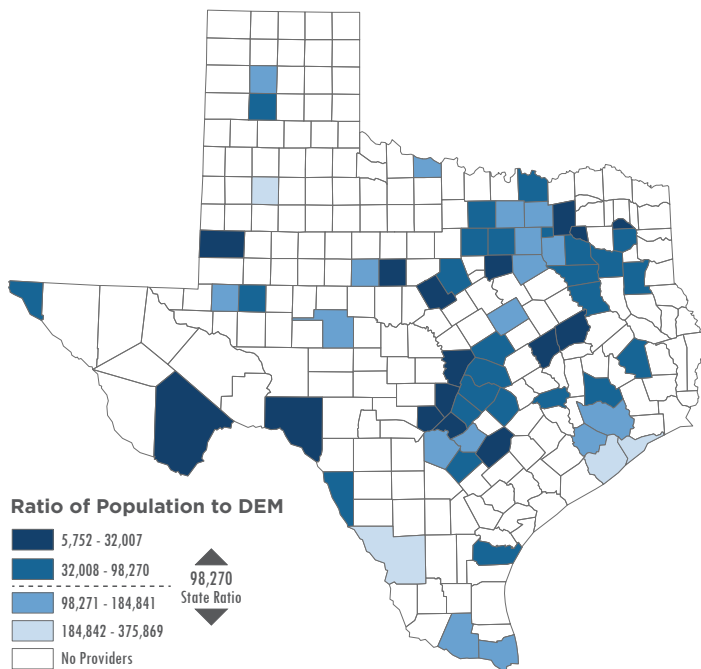 Ratio of Population to DEM
5,752 - 32,007
32,008 - 98,270
98,270
State Ratio
98,271 - 184,841
184,842 - 375,869
No Providers